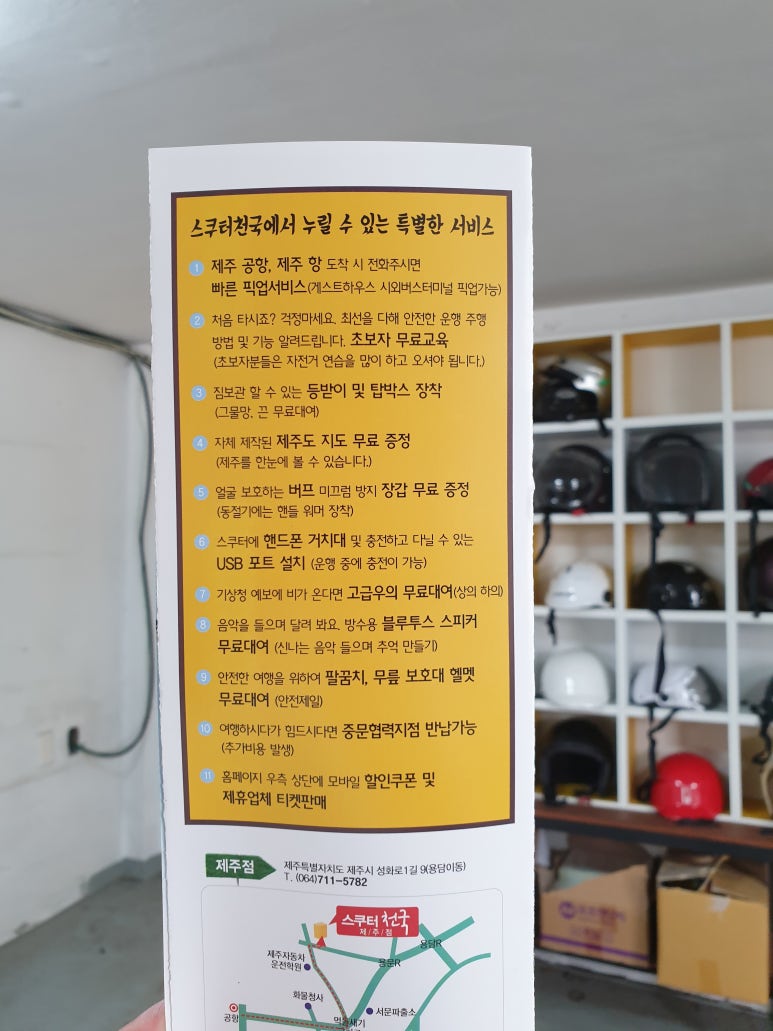 스쿠터천국에서 누릴 수 있는 특별한 서비스
1 제주 공항, 제주 항 도착 시 전화주시면
빠른 픽업서비스(게스트하우스 시외버스터미널 픽업가능)
2 처음 타시죠? 걱정마세요. 최선을 다해 안전한 운행 주행
방법 및 기능 알려드립니다. 초보자 무료교육
(초보자분들은 자전거 연습을 많이 하고 오셔야 됩니다.)
3 짐보관 할 수 있는 등받이 및 탑박스 장착
(그물망, 끈 무료대여)
4 자체 제작된 제주도 지도 무료 증정
(제주를 한눈에 볼 수 있습니다.)
5 얼굴 보호하는 버프 미끄럼 방지 장갑 무료 증정
(동절기에는 핸들 워머 장착)
6 스쿠터에 핸드폰 거치대 및 충전하고 다닐 수 있는
USB 포트 설치 (운행 중에 충전이 가능)
7 기상청 예보에 비가 온다면 고급우의 무료대여(상의 하의)
8 음악을 들으며 달려 봐요. 방수용 블루투스 스피커
무료대여 (신나는 음악 들으며 추억 만들기)
9 안전한 여행을 위하여 팔꿈치, 무릎 보호대 헬멧
무료대여 (안전제일)
10 여행하시다가 힘드시다면 중문협력지점 반납가능
(추가비용 발생)
11 홈페이지 우측 상단에 모바일 할인쿠폰 및
제휴업체 티켓판매
제주점 제주특별자치도 제주시 성화로1길 9(용담이동)
T. (064)711-5782
스쿠터천국
제/주/점
용담R
용문R
제주자동차
운전학원
화물청사
서문파출소
공항